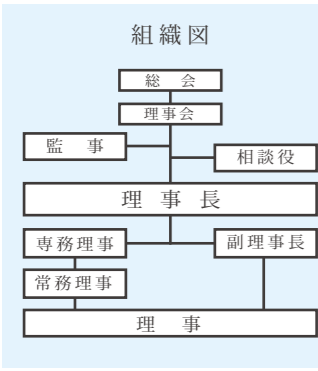 組織図
総　会
理事会
監　事
相談役
理 事 長
専務理事
副理事長
常務理事
理　事